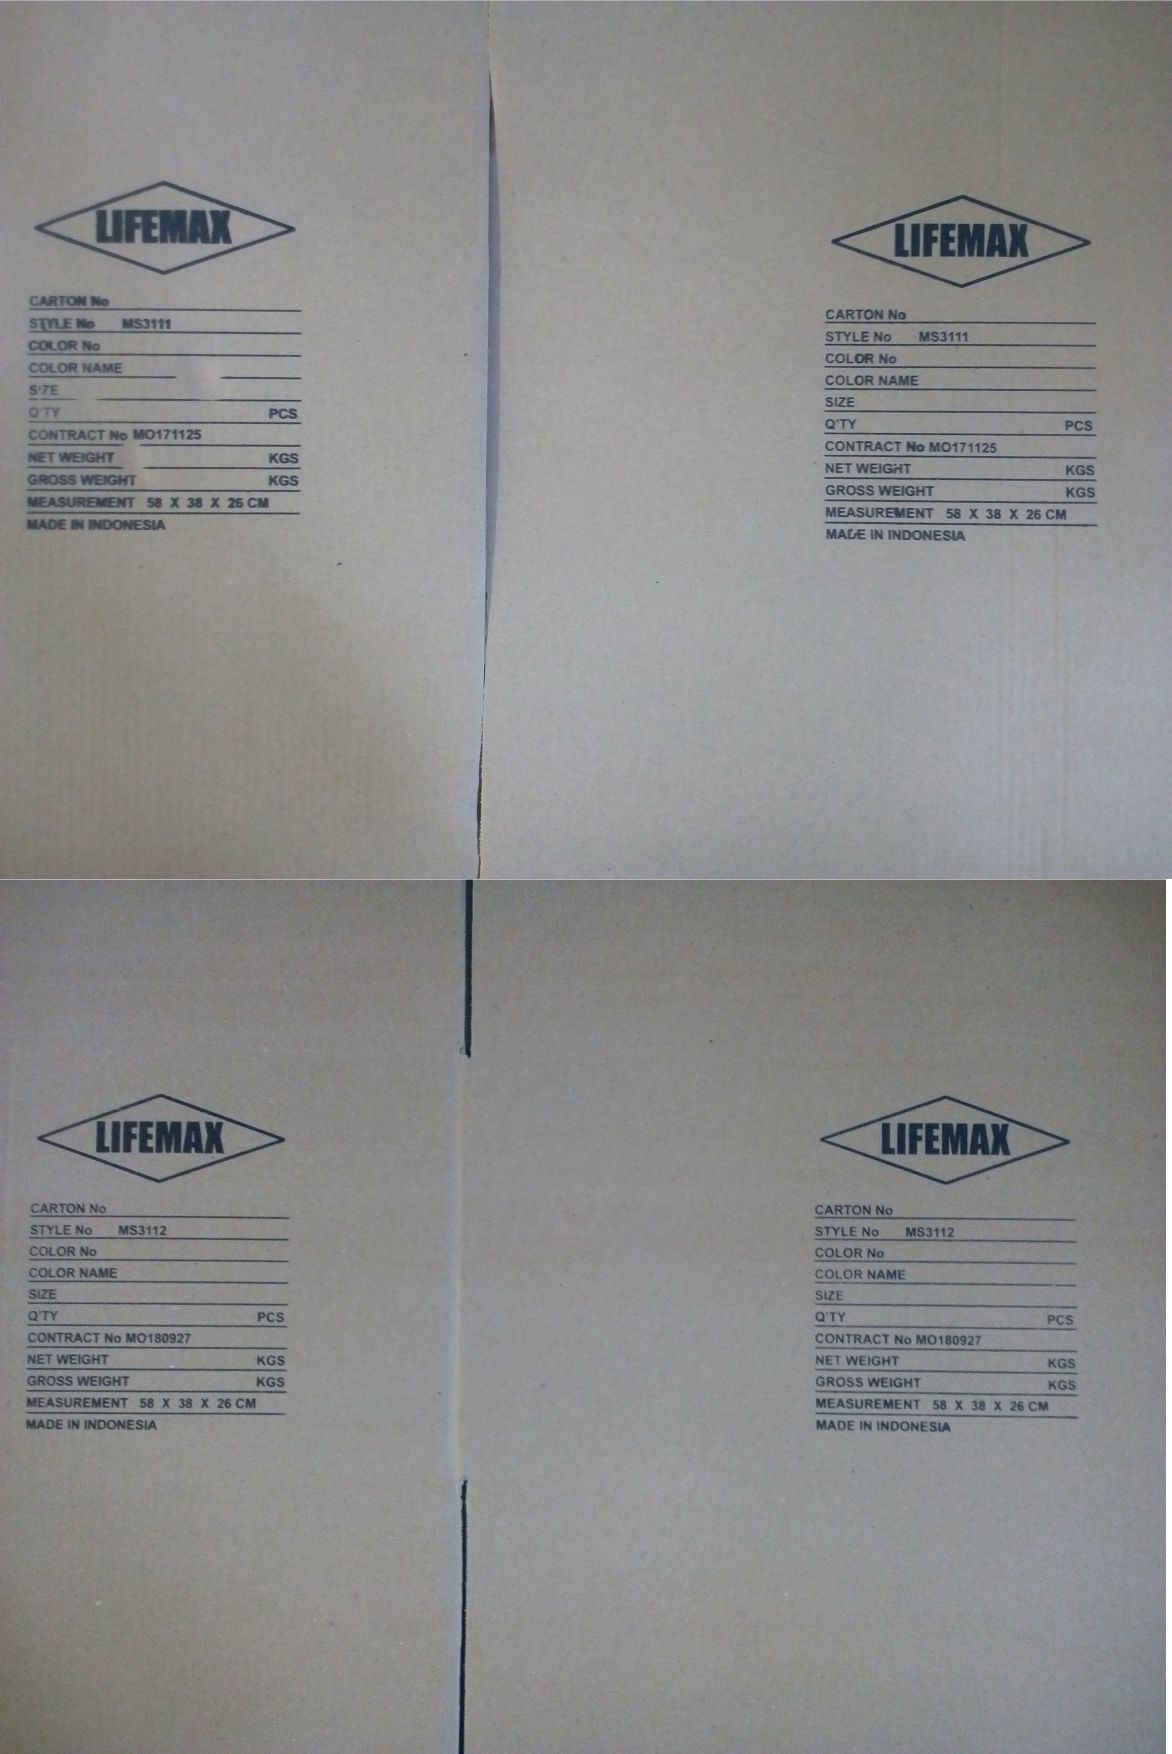 LIFEMAX
CARTON No
STYLE No MS3111
COLOR No
COLOR NAME
SIZE
Q'TY PCS
CONTRACT No MO171125
NET WEIGHT KGS
GROSS WEIGHT KGS
MEASUREMENT 58 X 38 X 26 CM
MADE IN INDONESIA
LIFEMAX
CARTON No
STYLE No MS3111
COLOR No
COLOR NAME
SIZE
Q'TY PCS
CONTRACT No MO171125
NET WEIGHT KGS
GROSS WEIGHT KGS
MEASUREMENT 58 X 38 X 26 CM
MADE IN INDONESIA
LIFEMAX
CARTON No
STYLE No MS3112
COLOR No
COLOR NAME
SIZE
Q'TY PCS
CONTRACT No MO180927
NET WEIGHT KGS
GROSS WEIGHT KGS
MEASUREMENT 58 X 38 X 26 CM
MADE IN INDONESIA
LIFEMAX
CARTON No
STYLE No MS3112
COLOR No
COLOR NAME
SIZE
Q'TY PCS
CONTRACT No MO180927
NET WEIGHT KGS
GROSS WEIGHT KGS
MEASUREMENT 58 X 38 X 26 CM
MADE IN INDONESIA